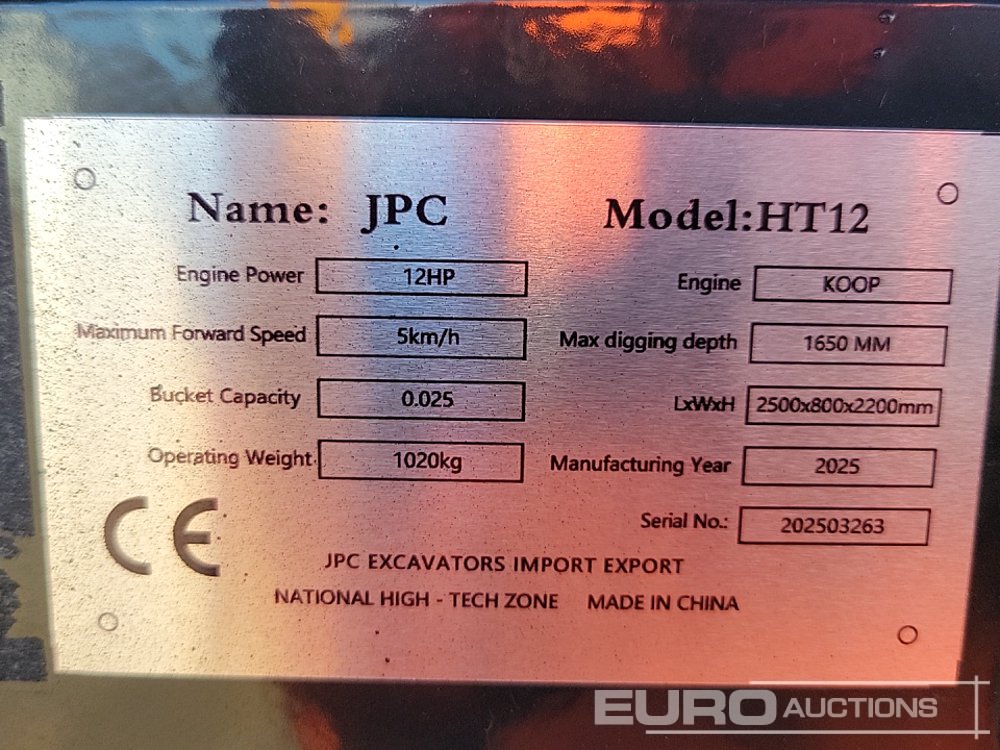 Name: JPC Model:HT12
Engine Power 12HP Engine KOOP
Maximum Forward Speed 5km/h Max digging depth 1650 MM
Bucket Capacity 0.025 LxWxH 2500x800x2200mm
Operating Weight 1020kg Manufacturing Year 2025
Serial No.: 202503263
CE
JPC EXCAVATORS IMPORT EXPORT
NATIONAL HIGH - TECH ZONE MADE IN CHINA
EURO AUCTIONS